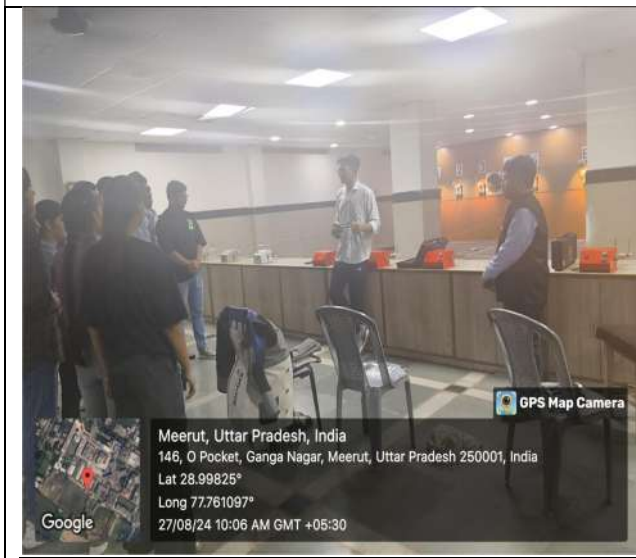 GPS Map Camera
Meerut, Uttar Pradesh, India
146, O Pocket, Ganga Nagar, Meerut, Uttar Pradesh 250001, India
Lat 28.99825°
Long 77.761097°
27/08/24 10:06 AM GMT +05:30
Google